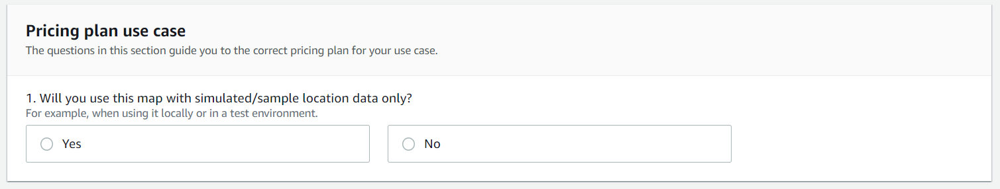 Pricing plan use case
The questions in this section guide you to the correct pricing plan for your use case.
1. Will you use this map with simulated/sample location data only?
For example, when using it locally or in a test environment.
Yes
No